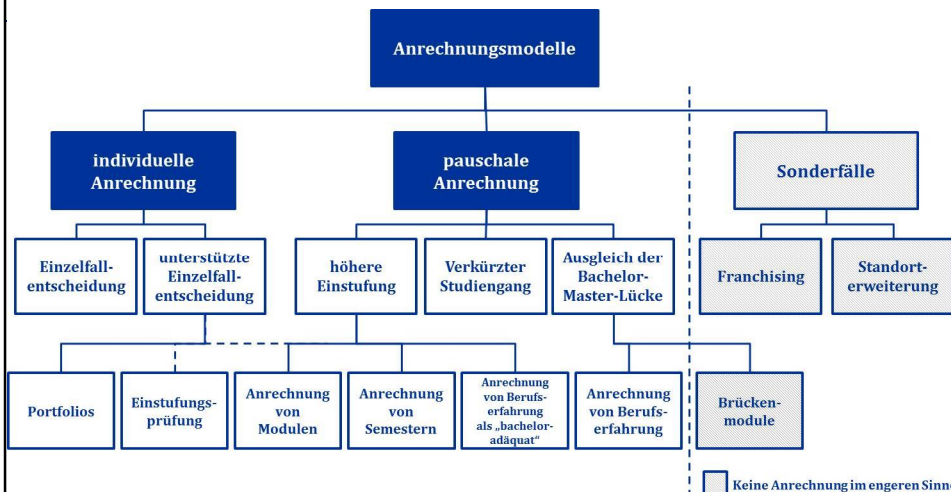 Anrechnungsmodelle
individuelle
Anrechnung
pauschale
Anrechnung
Sonderfälle
Einzelfall-
entscheidung
unterstützte
Einzelfall-
entscheidung
höhere
Einstufung
Verkürzter
Studiengang
Ausgleich der
Bachelor-
Master-Lücke
Franchising
Standort-
erweiterung
Portfolios
Einstufungs-
prüfung
Anrechnung
von
Modulen
Anrechnung
von
Semestern
Anrechnung
von Berufs-
erfahrung
als „bachelor-
adäquat“
Anrechnung
von Berufs-
erfahrung
Brücken-
module
Keine Anrechnung im engeren Sinne